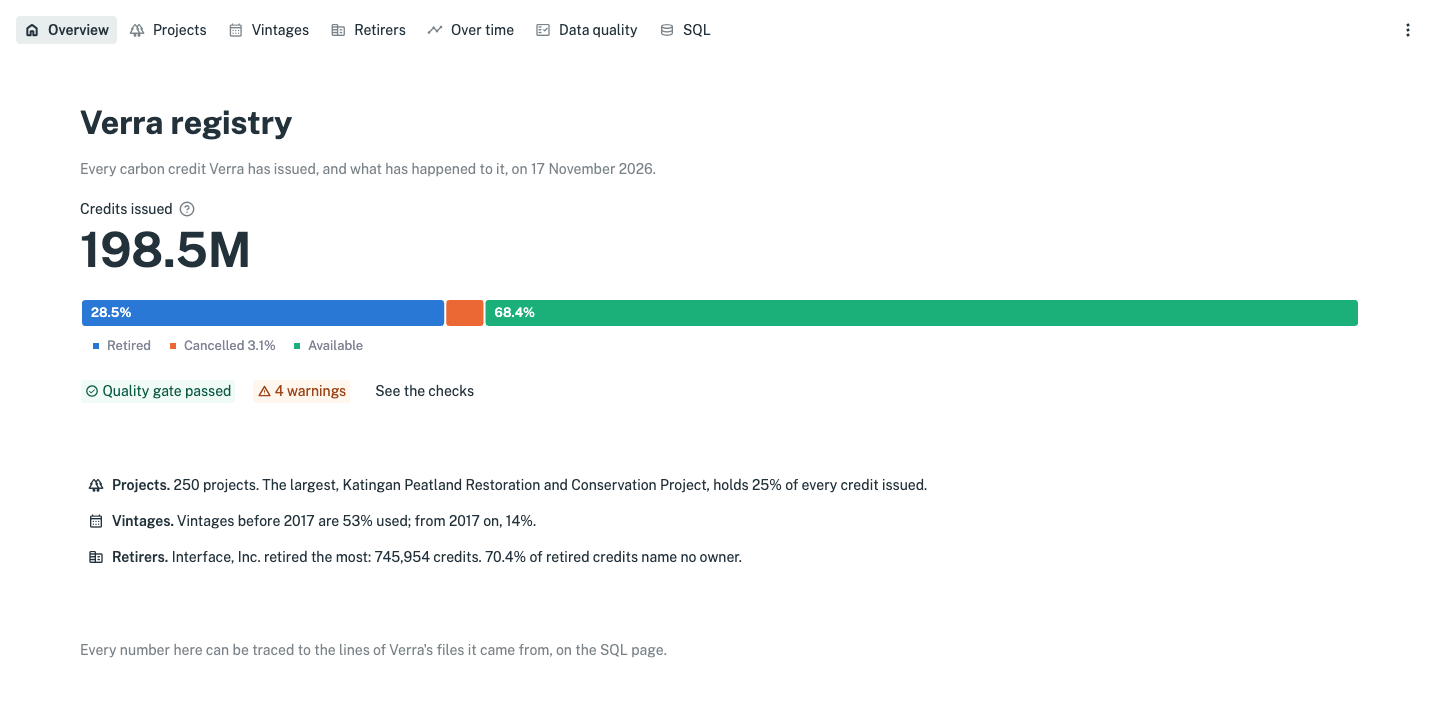 Overview Projects Vintages Retirers Over time Data quality SQL
Verra registry
Every carbon credit Verra has issued, and what has happened to it, on 17 November 2026.
Credits issued
198.5M
28.5% 68.4%
Retired Cancelled 3.1% Available
Quality gate passed 4 warnings See the checks
Projects. 250 projects. The largest, Katingan Peatland Restoration and Conservation Project, holds 25% of every credit issued.
Vintages. Vintages before 2017 are 53% used; from 2017 on, 14%.
Retirers. Interface, Inc. retired the most: 745,954 credits. 70.4% of retired credits name no owner.
Every number here can be traced to the lines of Verra's files it came from, on the SQL page.